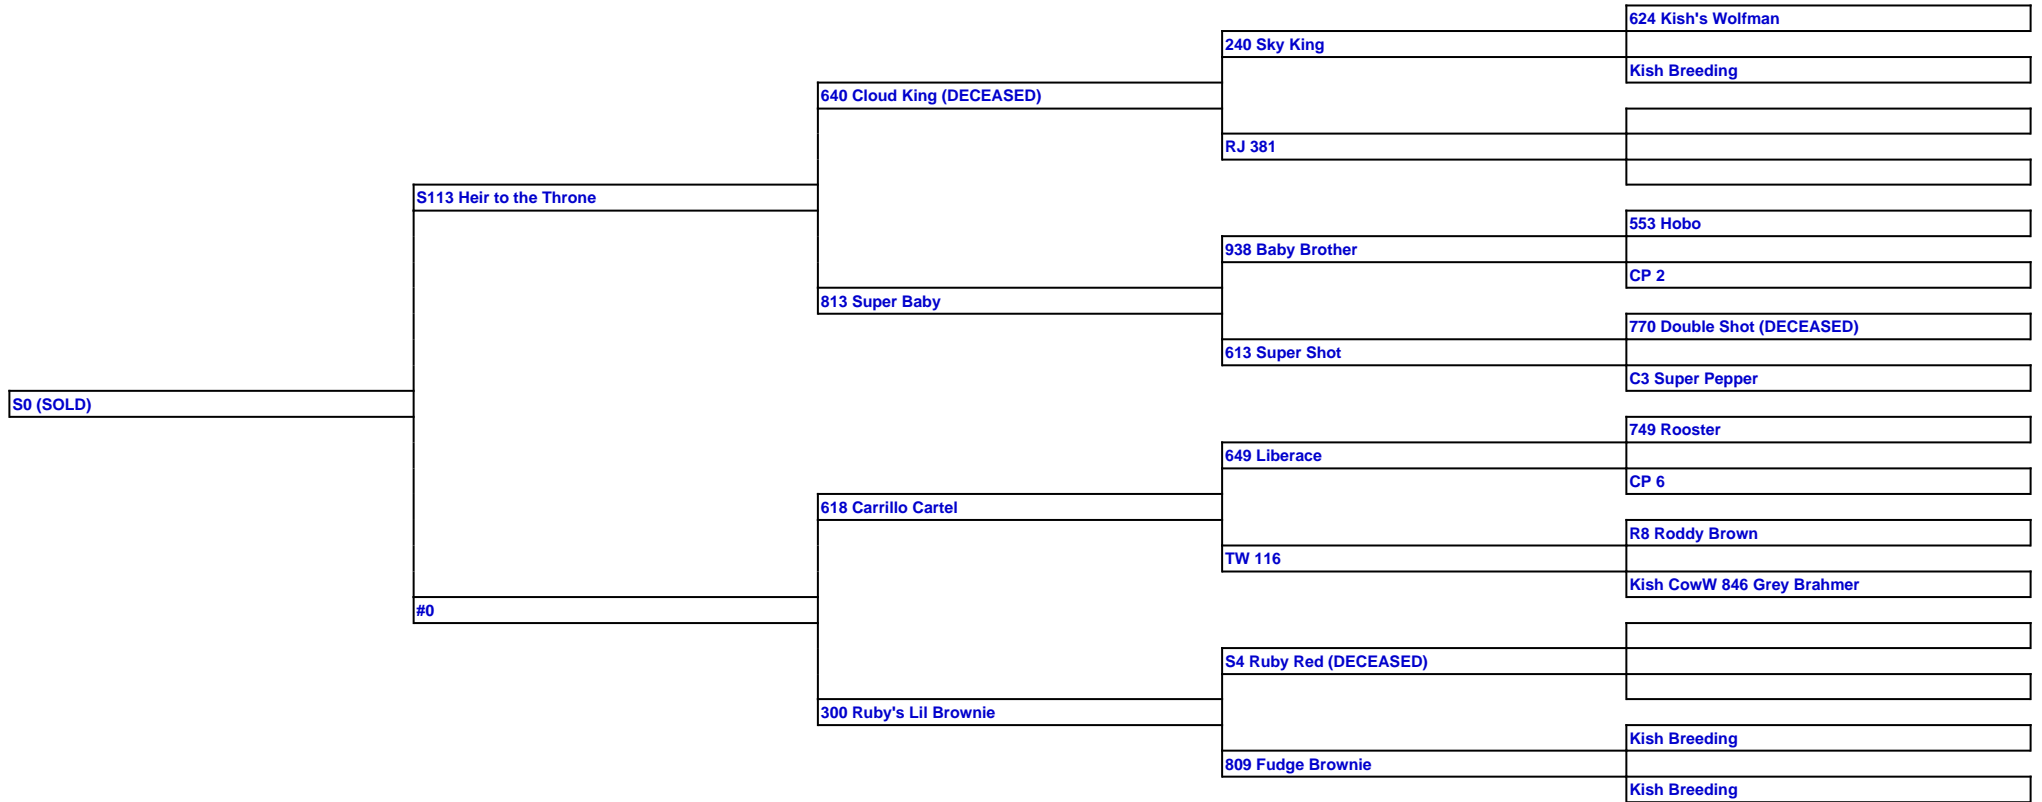 624 Kish's Wolfman
240 Sky King
Kish Breeding
640 Cloud King (DECEASED)
RJ 381
S113 Heir to the Throne
553 Hobo
938 Baby Brother
CP 2
813 Super Baby
770 Double Shot (DECEASED)
613 Super Shot
C3 Super Pepper
S0 (SOLD)
749 Rooster
649 Liberace
CP 6
618 Carrillo Cartel
R8 Roddy Brown
TW 116
Kish CowW 846 Grey Brahmer
#0
S4 Ruby Red (DECEASED)
300 Ruby's Lil Brownie
Kish Breeding
809 Fudge Brownie
Kish Breeding